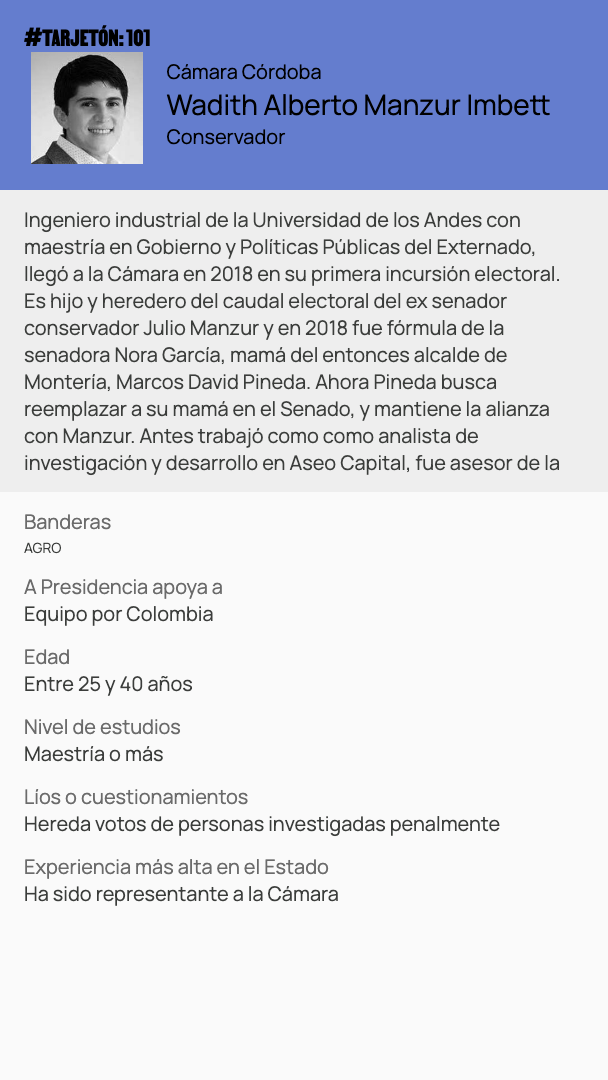 #TARJETÓN: 101
Cámara Córdoba
Wadith Alberto Manzur Imbett
Conservador
Ingeniero industrial de la Universidad de los Andes con
maestría en Gobierno y Políticas Públicas del Externado,
llegó a la Cámara en 2018 en su primera incursión electoral.
Es hijo y heredero del caudal electoral del ex senador
conservador Julio Manzur y en 2018 fue fórmula de la
senadora Nora García, mamá del entonces alcalde de
Montería, Marcos David Pineda. Ahora Pineda busca
reemplazar a su mamá en el Senado, y mantiene la alianza
con Manzur. Antes trabajó como como analista de
investigación y desarrollo en Aseo Capital, fue asesor de la
Banderas
AGRO
A Presidencia apoya a
Equipo por Colombia
Edad
Entre 25 y 40 años
Nivel de estudios
Maestría o más
Líos o cuestionamientos
Hereda votos de personas investigadas penalmente
Experiencia más alta en el Estado
Ha sido representante a la Cámara